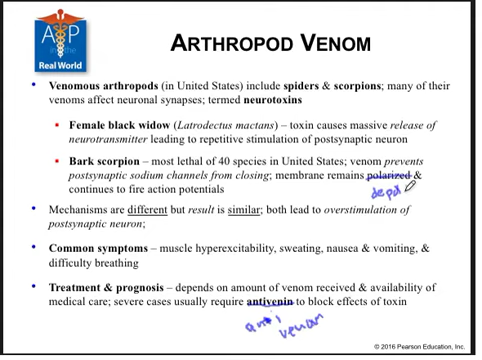 A&P
in the
Real World
ARTHROPOD VENOM
• Venomous arthropods (in United States) include spiders & scorpions; many of their
venoms affect neuronal synapses; termed neurotoxins
▪ Female black widow (Latrodectus mactans) – toxin causes massive release of
neurotransmitter leading to repetitive stimulation of postsynaptic neuron
▪ Bark scorpion – most lethal of 40 species in United States; venom prevents
postsynaptic sodium channels from closing; membrane remains polarized &
depol
continues to fire action potentials
• Mechanisms are different but result is similar; both lead to overstimulation of
postsynaptic neuron;
• Common symptoms – muscle hyperexcitability, sweating, nausea & vomiting, &
difficulty breathing
• Treatment & prognosis – depends on amount of venom received & availability of
medical care; severe cases usually require antivenin to block effects of toxin
anti
venom
© 2016 Pearson Education, Inc.